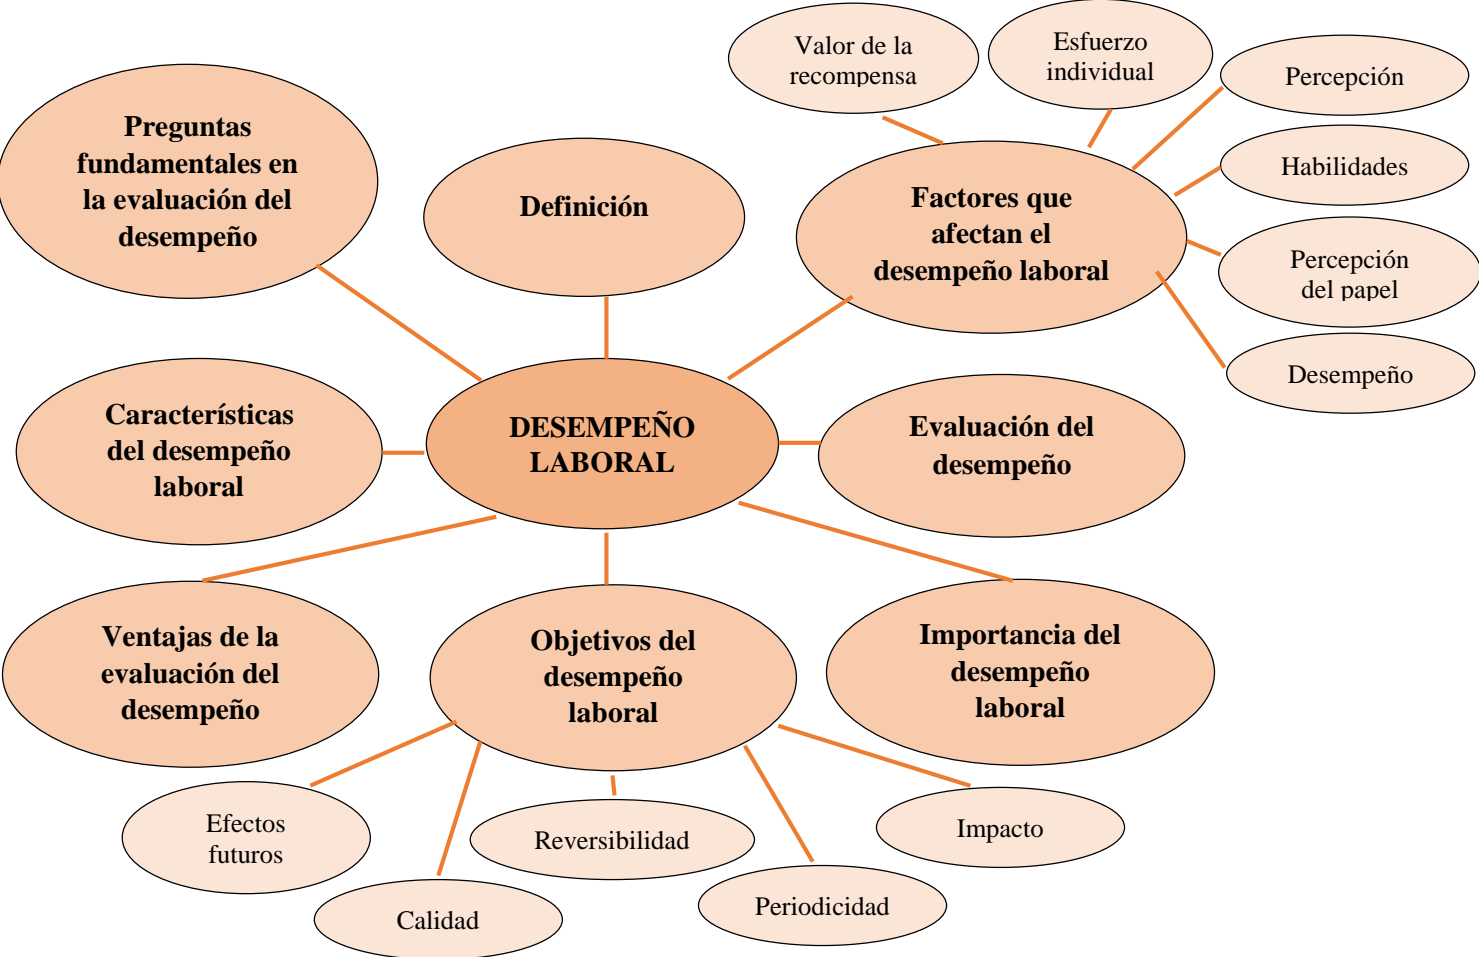 Valor de la
recompensa
Esfuerzo
individual
Percepción
Habilidades
Percepción
del papel
Desempeño
Preguntas
fundamentales en
la evaluación del
desempeño
Definición
Factores que
afectan el
desempeño laboral
Características
del desempeño
laboral
DESEMPEÑO
LABORAL
Evaluación del
desempeño
Ventajas de la
evaluación del
desempeño
Objetivos del
desempeño
laboral
Importancia del
desempeño
laboral
Efectos
futuros
Calidad
Reversibilidad
Periodicidad
Impacto